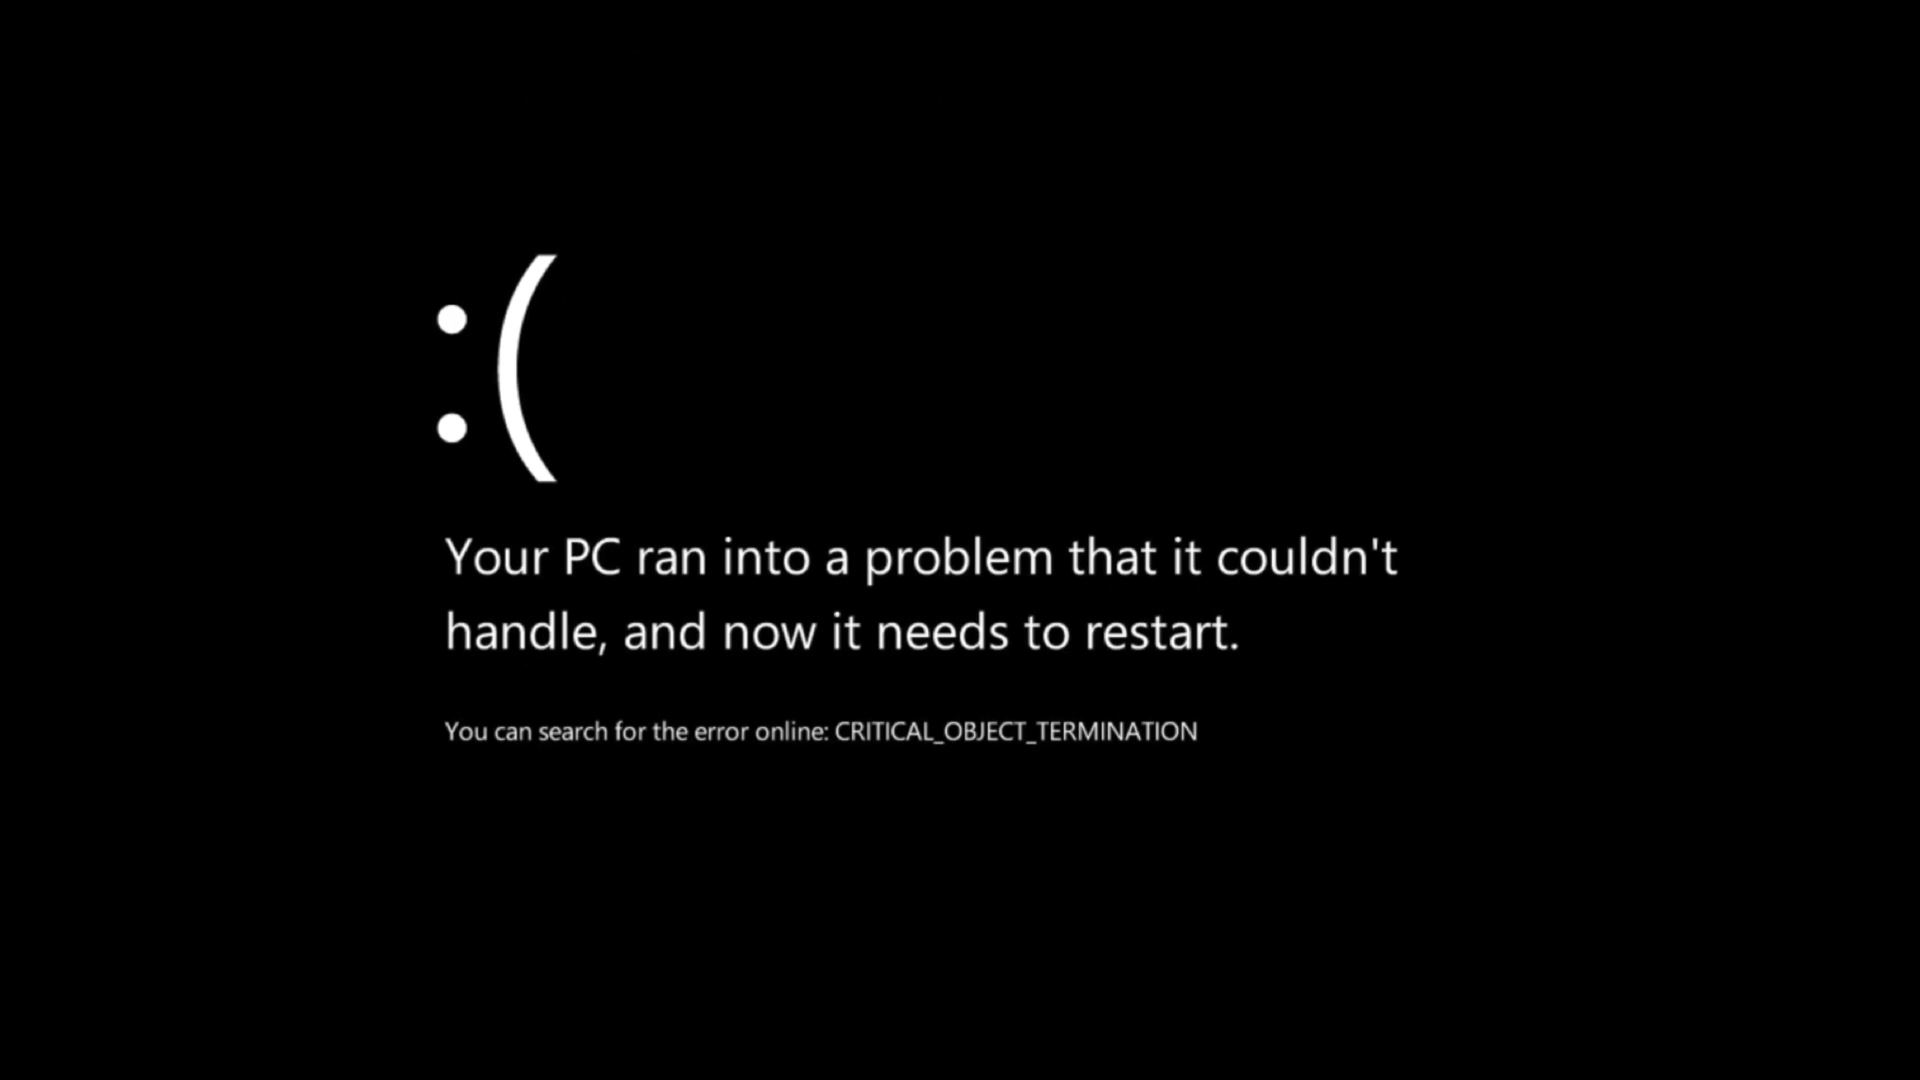 :(
Your PC ran into a problem that it couldn't
handle, and now it needs to restart.
You can search for the error online: CRITICAL_OBJECT_TERMINATION